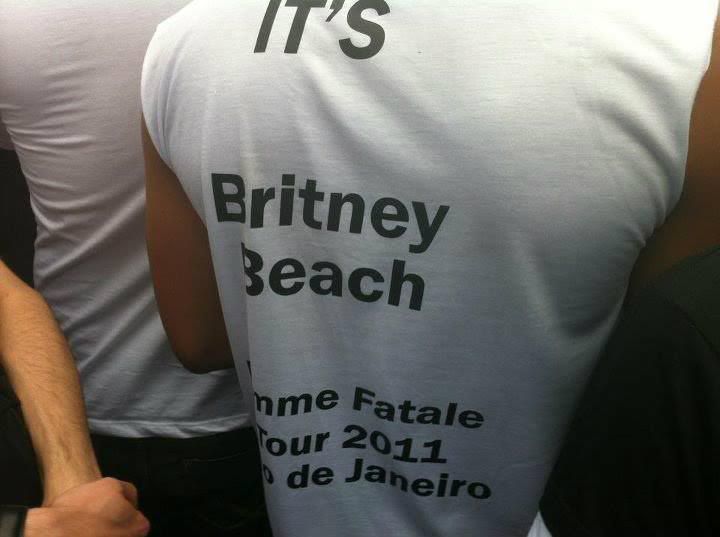 IT'S
Britney
Beach
mme Fatale
Tour 2011
o de Janeiro